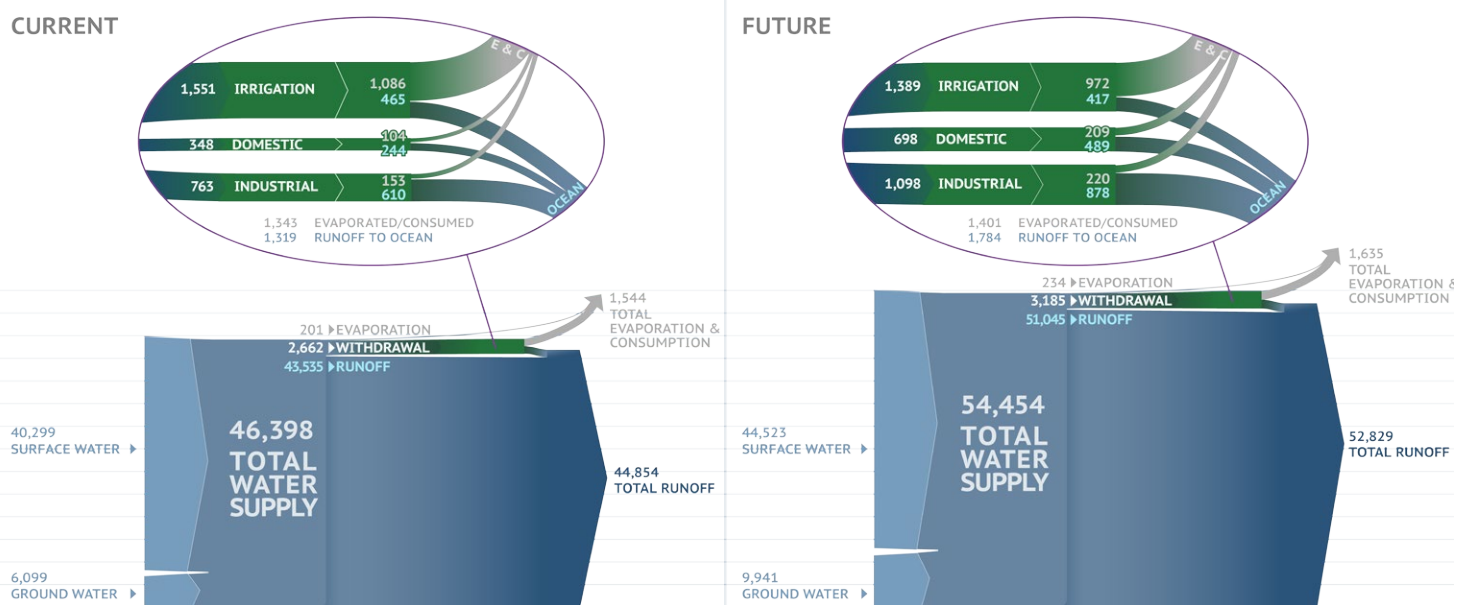 CURRENT
E & C
1,551 IRRIGATION 1,086
465
348 DOMESTIC 104
244
763 INDUSTRIAL 153
610
OCEAN
1,343 EVAPORATED/CONSUMED
1,319 RUNOFF TO OCEAN
201 EVAPORATION
2,662 WITHDRAWAL
43,535 RUNOFF
1,544
TOTAL
EVAPORATION &
CONSUMPTION
46,398
TOTAL
WATER
SUPPLY
40,299
SURFACE WATER
44,854
TOTAL RUNOFF
6,099
GROUND WATER
FUTURE
E & C
1,389 IRRIGATION 972
417
698 DOMESTIC 209
489
1,098 INDUSTRIAL 220
878
OCEAN
1,401 EVAPORATED/CONSUMED
1,784 RUNOFF TO OCEAN
234 EVAPORATION
3,185 WITHDRAWAL
51,045 RUNOFF
1,635
TOTAL
EVAPORATION &
CONSUMPTION
54,454
TOTAL
WATER
SUPPLY
44,523
SURFACE WATER
52,829
TOTAL RUNOFF
9,941
GROUND WATER